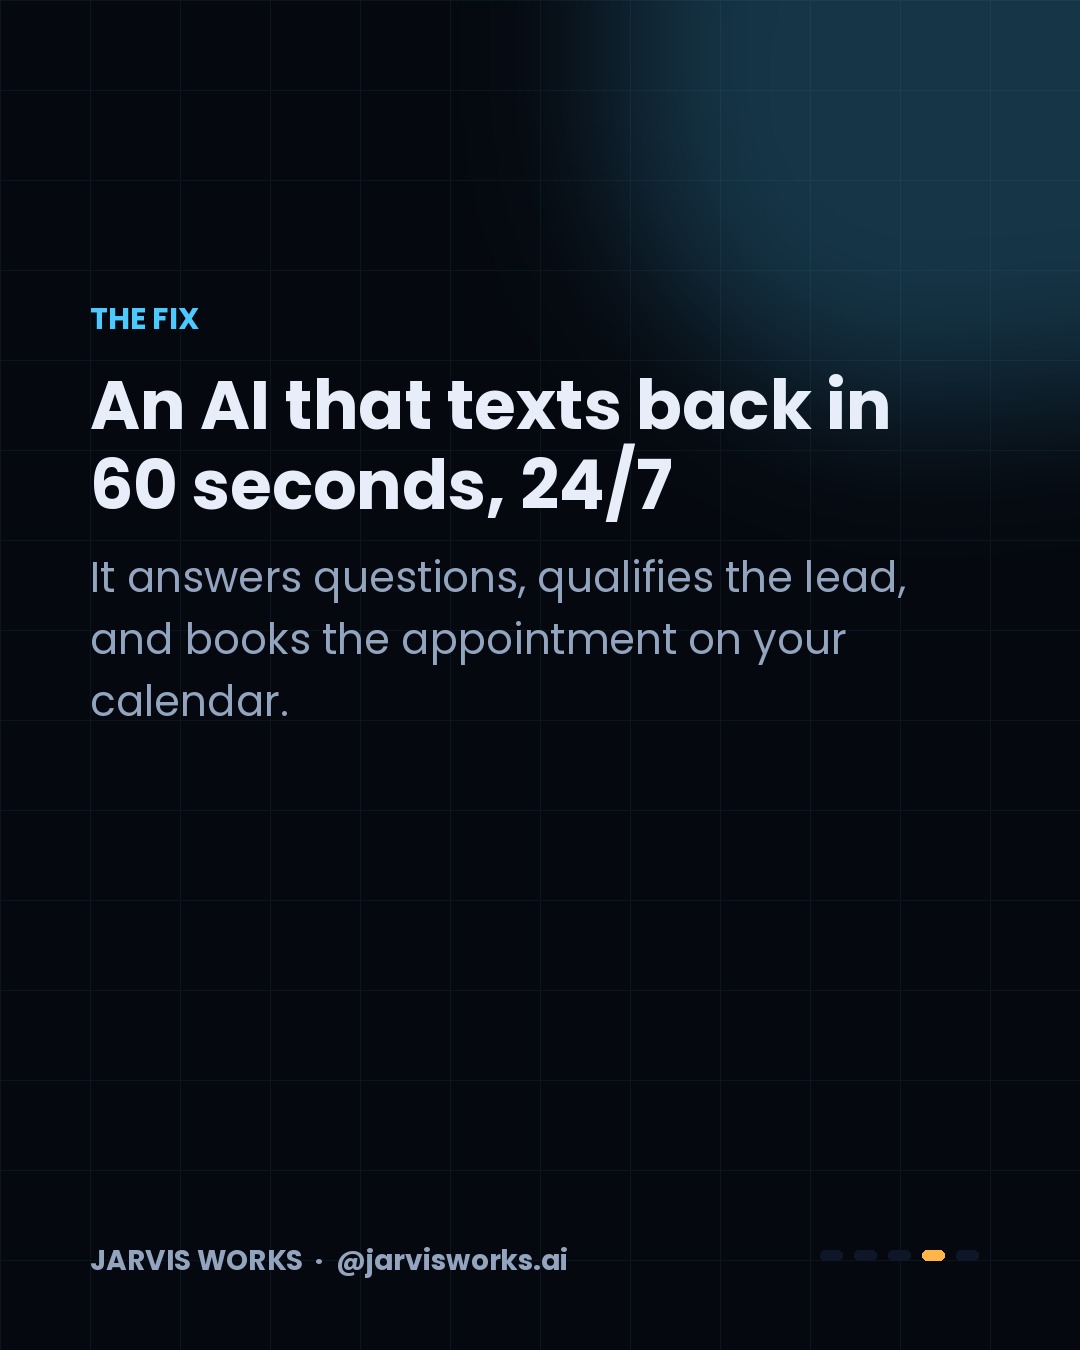 THE FIX
An AI that texts back in
60 seconds, 24/7
It answers questions, qualifies the lead,
and books the appointment on your
calendar.
JARVIS WORKS · @jarvisworks.ai